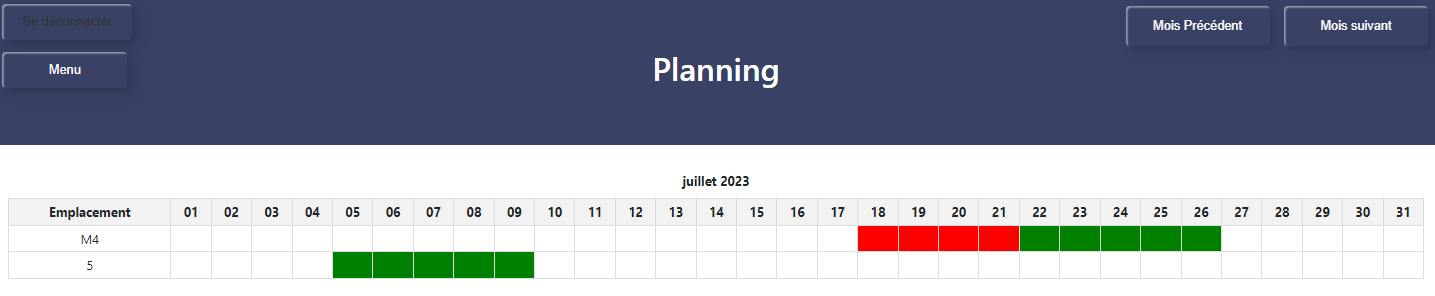 Se déconnecter
Mois Précédent Mois suivant
Menu
Planning
juillet 2023
Emplacement 01 02 03 04 05 06 07 08 09 10 11 12 13 14 15 16 17 18 19 20 21 22 23 24 25 26 27 28 29 30 31
M4
5